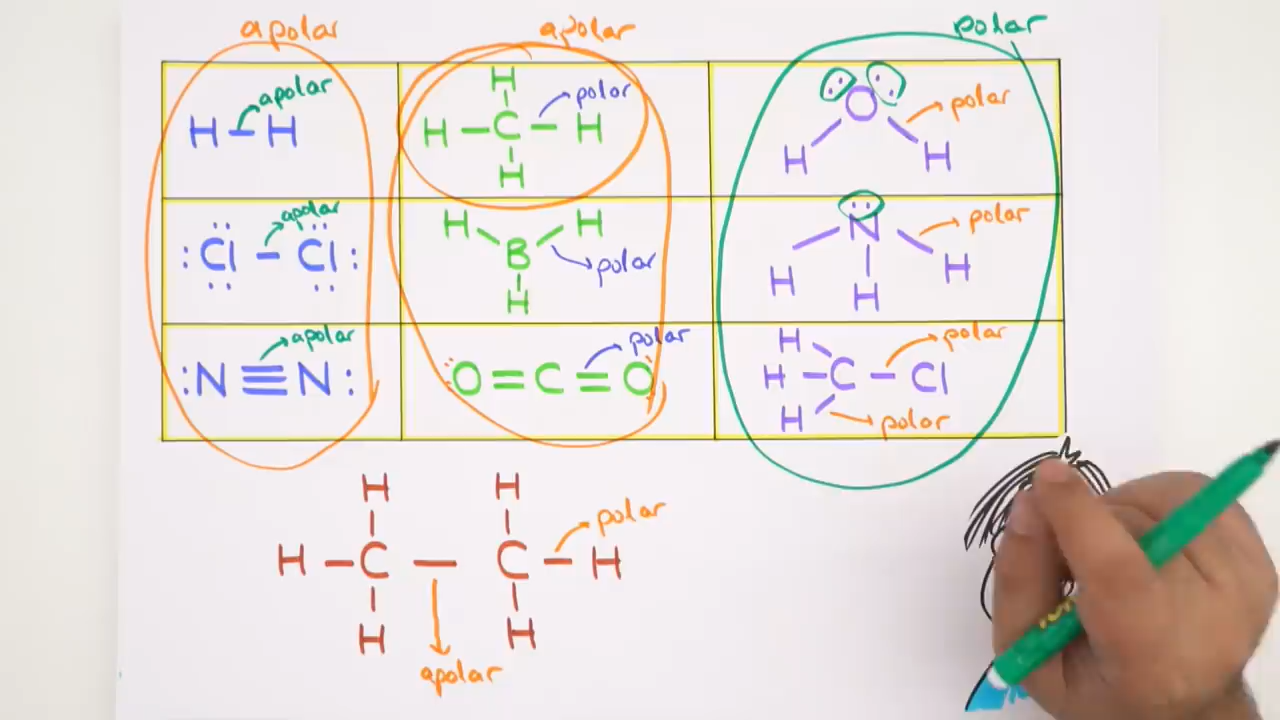 apolar
apolar
polar
H – H
apolar
H
H – C – H
H
polar
O
H H
polar
:Cl – Cl:
apolar
H H
B
H
polar
N
H H H
polar
:N ≡ N:
apolar
O = C = O
polar
H
H – C – Cl
H
polar
polar
H H
H – C – C – H
H H
polar
apolar